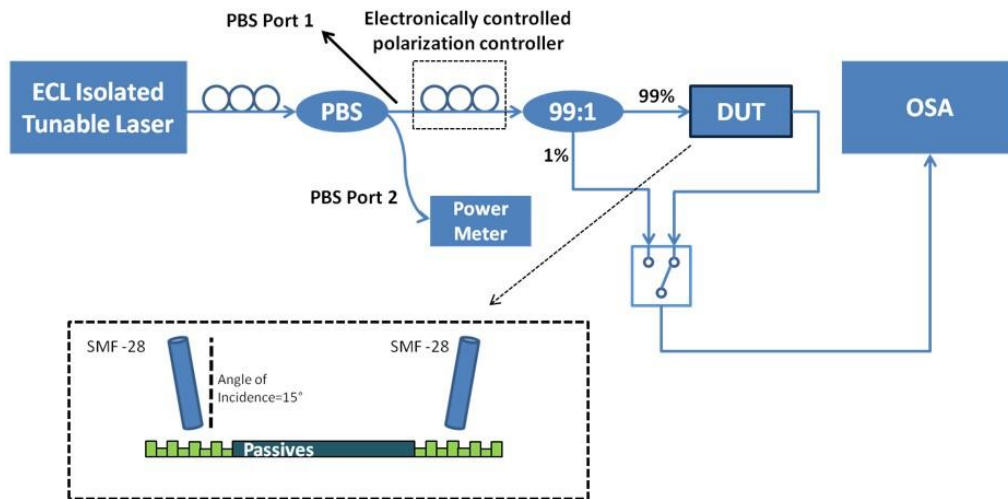 PBS Port 1
Electronically controlled
polarization controller
ECL Isolated
Tunable Laser
PBS
99:1
99%
DUT
OSA
1%
PBS Port 2
Power
Meter
SMF -28
SMF -28
Angle of
Incidence=15°
Passives